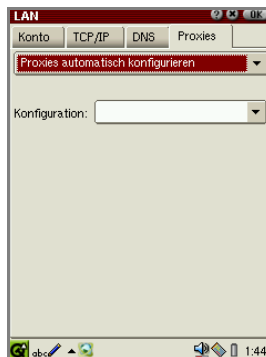 LAN ? X OK
Konto TCP/IP DNS Proxies
Proxies automatisch konfigurieren
Konfiguration:
abc 1:44